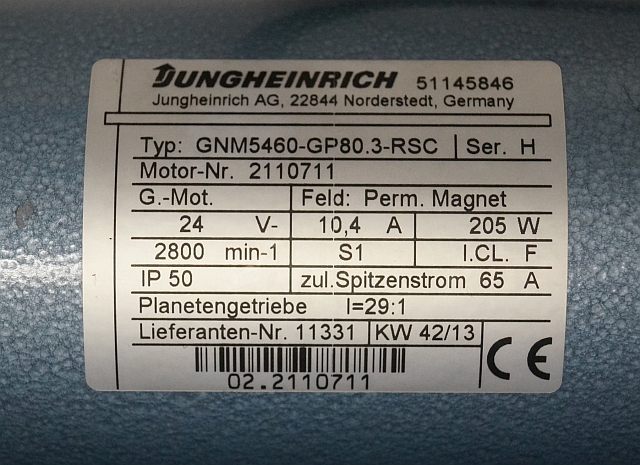 JUNGHEINRICH 51145846
Jungheinrich AG, 22844 Norderstedt, Germany
Typ: GNM5460-GP80.3-RSC Ser. H
Motor-Nr. 2110711
G.-Mot. Feld: Perm. Magnet
24 V- 10,4 A 205 W
2800 min-1 S1 I.CL. F
IP 50 zul.Spitzenstrom 65 A
Planetengetriebe I=29:1
Lieferanten-Nr. 11331 KW 42/13
CE
02.2110711